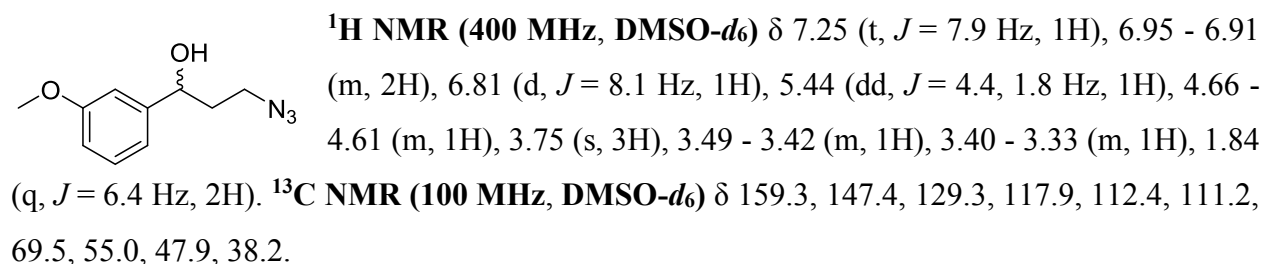 ¹H NMR (400 MHz, DMSO-d₆) δ 7.25 (t, J = 7.9 Hz, 1H), 6.95 - 6.91
OH
(m, 2H), 6.81 (d, J = 8.1 Hz, 1H), 5.44 (dd, J = 4.4, 1.8 Hz, 1H), 4.66 -
O
N₃
4.61 (m, 1H), 3.75 (s, 3H), 3.49 - 3.42 (m, 1H), 3.40 - 3.33 (m, 1H), 1.84
(q, J = 6.4 Hz, 2H). ¹³C NMR (100 MHz, DMSO-d₆) δ 159.3, 147.4, 129.3, 117.9, 112.4, 111.2,
69.5, 55.0, 47.9, 38.2.